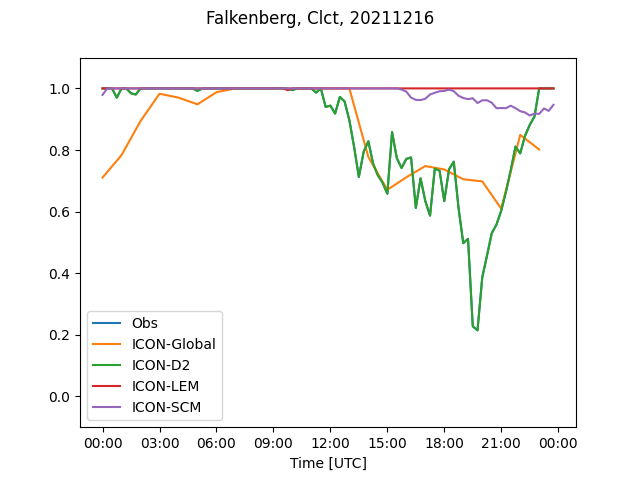 Falkenberg, Clct, 20211216
1.0
0.8
0.6
0.4
0.2
0.0
Obs
ICON-Global
ICON-D2
ICON-LEM
ICON-SCM
00:00 03:00 06:00 09:00 12:00 15:00 18:00 21:00 00:00
Time [UTC]